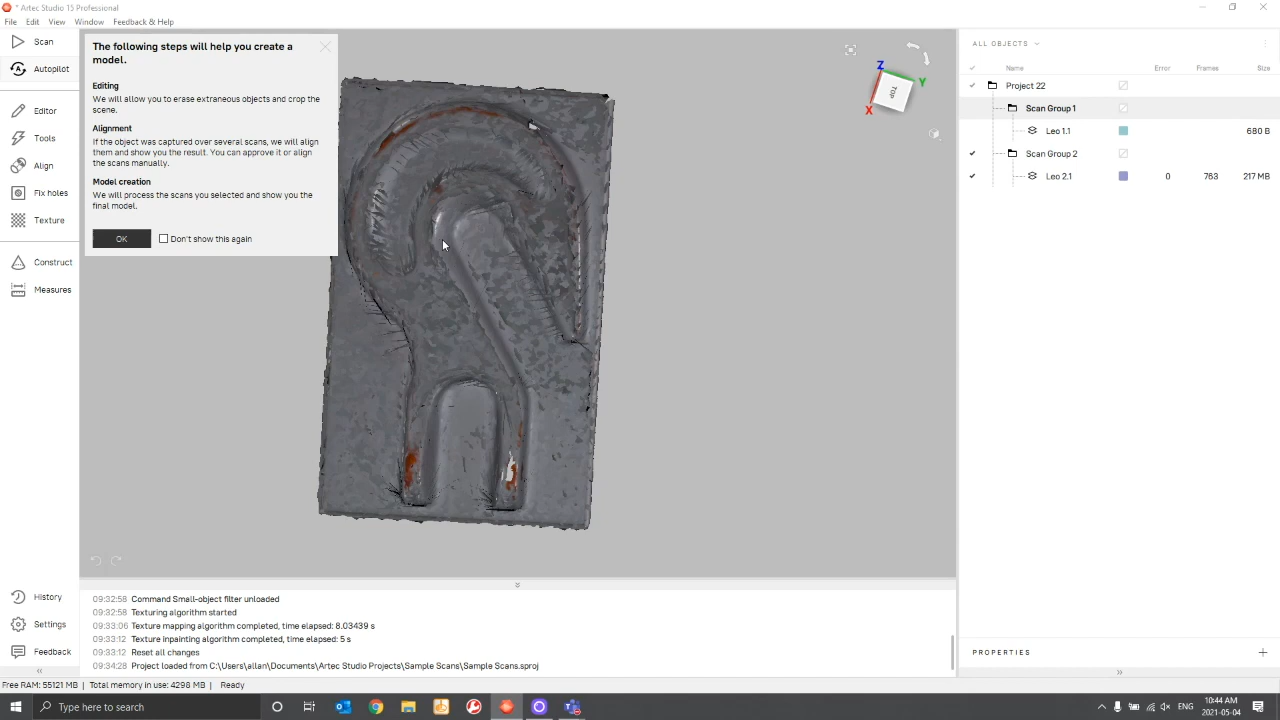 * Artec Studio 15 Professional
File Edit View Window Feedback & Help
Scan
Autopilot
Editor
Tools
Align
Fix holes
Texture
Construct
Measures
History
Settings
Feedback
The following steps will help you create a
model.
Editing
We will allow you to erase extraneous objects and crop the
scene.
Alignment
If the object was captured over several scans, we will align
them and show you the result. You can approve it or align
the scans manually.
Model creation
We will process the scans you selected and show you the
final model.
OK Don't show this again
Z
Y
X
TOP
ALL OBJECTS
Name Error Frames Size
Project 22
Scan Group 1
Leo 1.1 680 B
Scan Group 2
Leo 2.1 0 763 217 MB
PROPERTIES
09:32:58 Command Small-object filter unloaded
09:32:58 Texturing algorithm started
09:33:06 Texture mapping algorithm completed, time elapsed: 8.03439 s
09:33:12 Texture inpainting algorithm completed, time elapsed: 5 s
09:33:12 Reset all changes
09:34:28 Project loaded from C:\Users\allan\Documents\Artec Studio Projects\Sample Scans\Sample Scans.sproj
Free RAM: 55121 MB | Total memory in use: 4298 MB | Ready
Type here to search
ENG
10:44 AM
2021-05-04